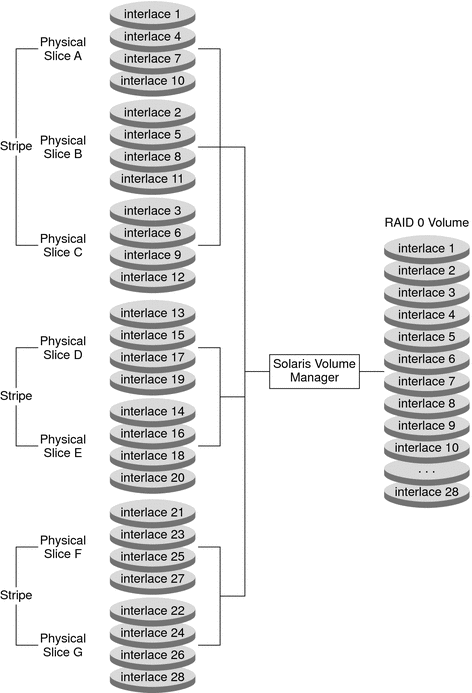 Stripe
Physical
Slice A
interlace 1
interlace 4
interlace 7
interlace 10
Physical
Slice B
interlace 2
interlace 5
interlace 8
interlace 11
Physical
Slice C
interlace 3
interlace 6
interlace 9
interlace 12
Stripe
Physical
Slice D
interlace 13
interlace 15
interlace 17
interlace 19
Physical
Slice E
interlace 14
interlace 16
interlace 18
interlace 20
Stripe
Physical
Slice F
interlace 21
interlace 23
interlace 25
interlace 27
Physical
Slice G
interlace 22
interlace 24
interlace 26
interlace 28
Solaris Volume
Manager
RAID 0 Volume
interlace 1
interlace 2
interlace 3
interlace 4
interlace 5
interlace 6
interlace 7
interlace 8
interlace 9
interlace 10
. . .
interlace 28